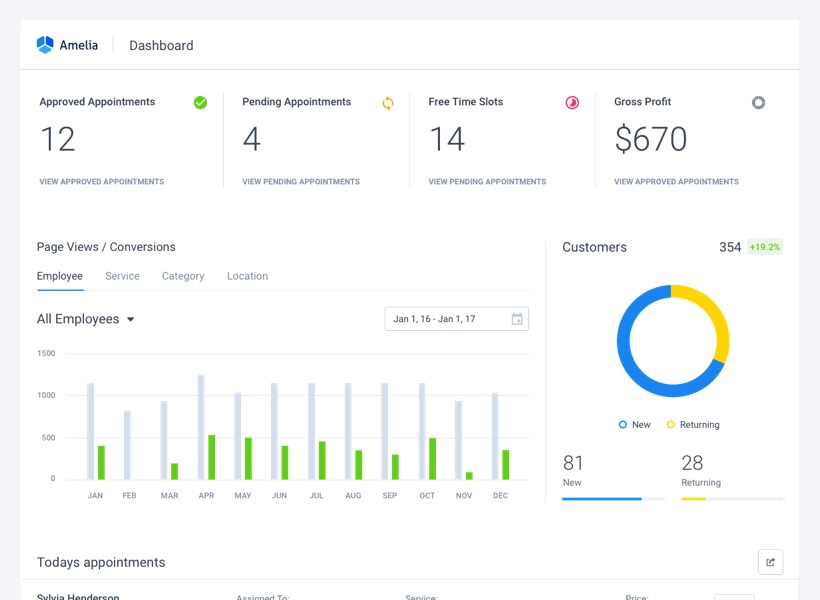 Amelia
Dashboard
Approved Appointments
12
VIEW APPROVED APPOINTMENTS
Pending Appointments
4
VIEW PENDING APPOINTMENTS
Free Time Slots
14
VIEW PENDING APPOINTMENTS
Gross Profit
$670
VIEW APPROVED APPOINTMENTS
Page Views / Conversions
Employee Service Category Location
All Employees
Jan 1, 16 - Jan 1, 17
1500
1000
500
0
JAN FEB MAR APR MAY JUN JUL AUG SEP OCT NOV DEC
Customers
354 +19.2%
New Returning
81
New
28
Returning
Todays appointments
Sylvia Henderson Assigned To: Service: Price: